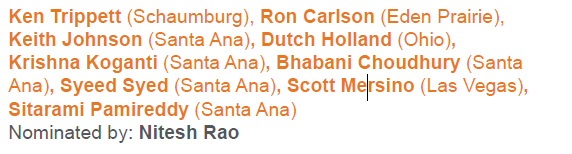 Ken Trippett (Schaumburg), Ron Carlson (Eden Prairie),
Keith Johnson (Santa Ana), Dutch Holland (Ohio),
Krishna Koganti (Santa Ana), Bhabani Choudhury (Santa
Ana), Syeed Syed (Santa Ana), Scott Mersino (Las Vegas),
Sitarami Pamireddy (Santa Ana)
Nominated by: Nitesh Rao